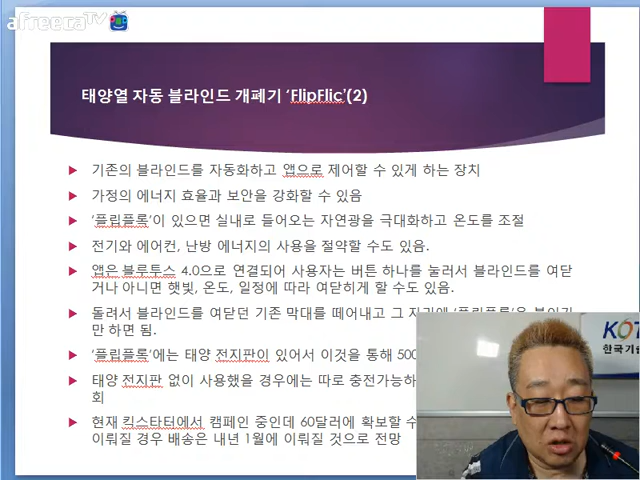 afreecaTV
태양열 자동 블라인드 개폐기 ‘FlipFlic’(2)
기존의 블라인드를 자동화하고 앱으로 제어할 수 있게 하는 장치
가정의 에너지 효율과 보안을 강화할 수 있음
‘플립플록’이 있으면 실내로 들어오는 자연광을 극대화하고 온도를 조절
전기와 에어컨, 난방 에너지의 사용을 절약할 수도 있음.
앱은 블루투스 4.0으로 연결되어 사용자는 버튼 하나를 눌러서 블라인드를 여닫
거나 아니면 햇빛, 온도, 일정에 따라 여닫히게 할 수도 있음.
돌려서 블라인드를 여닫던 기존 막대를 떼어내고 그
만 하면 됨.
‘플립플록’에는 태양 전지판이 있어서 이것을 통해 500
태양 전지판 없이 사용했을 경우에는 따로 충전가능하
회
현재 킥스타터에서 캠페인 중인데 60달러에 확보할 수
이뤄질 경우 배송은 내년 1월에 이뤄질 것으로 전망
KOT
한국기술